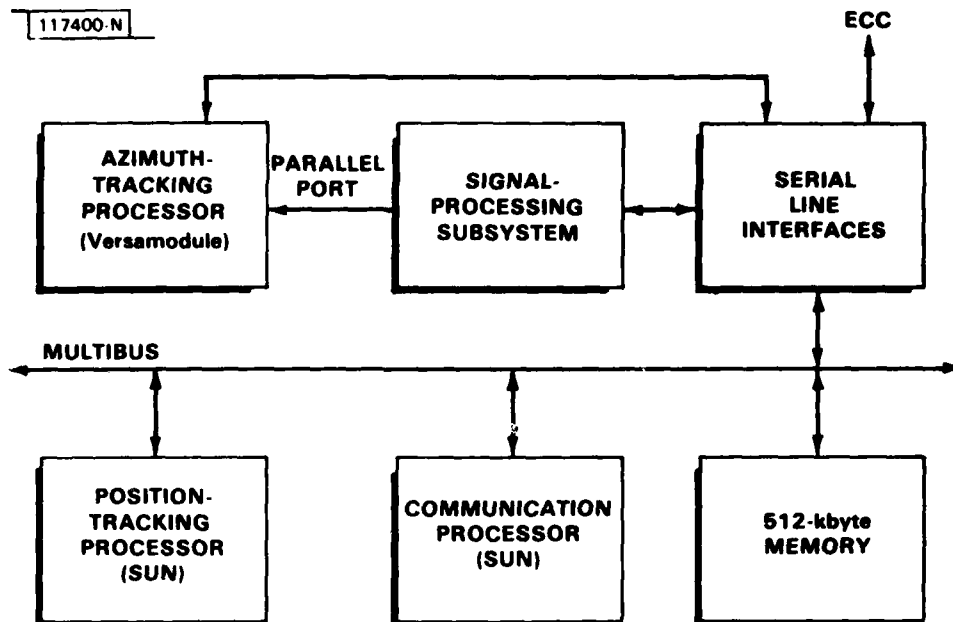 117400-N
ECC
AZIMUTH-
TRACKING
PROCESSOR
(Versamodule)
PARALLEL
PORT
SIGNAL-
PROCESSING
SUBSYSTEM
SERIAL
LINE
INTERFACES
MULTIBUS
POSITION-
TRACKING
PROCESSOR
(SUN)
COMMUNICATION
PROCESSOR
(SUN)
512-kbyte
MEMORY